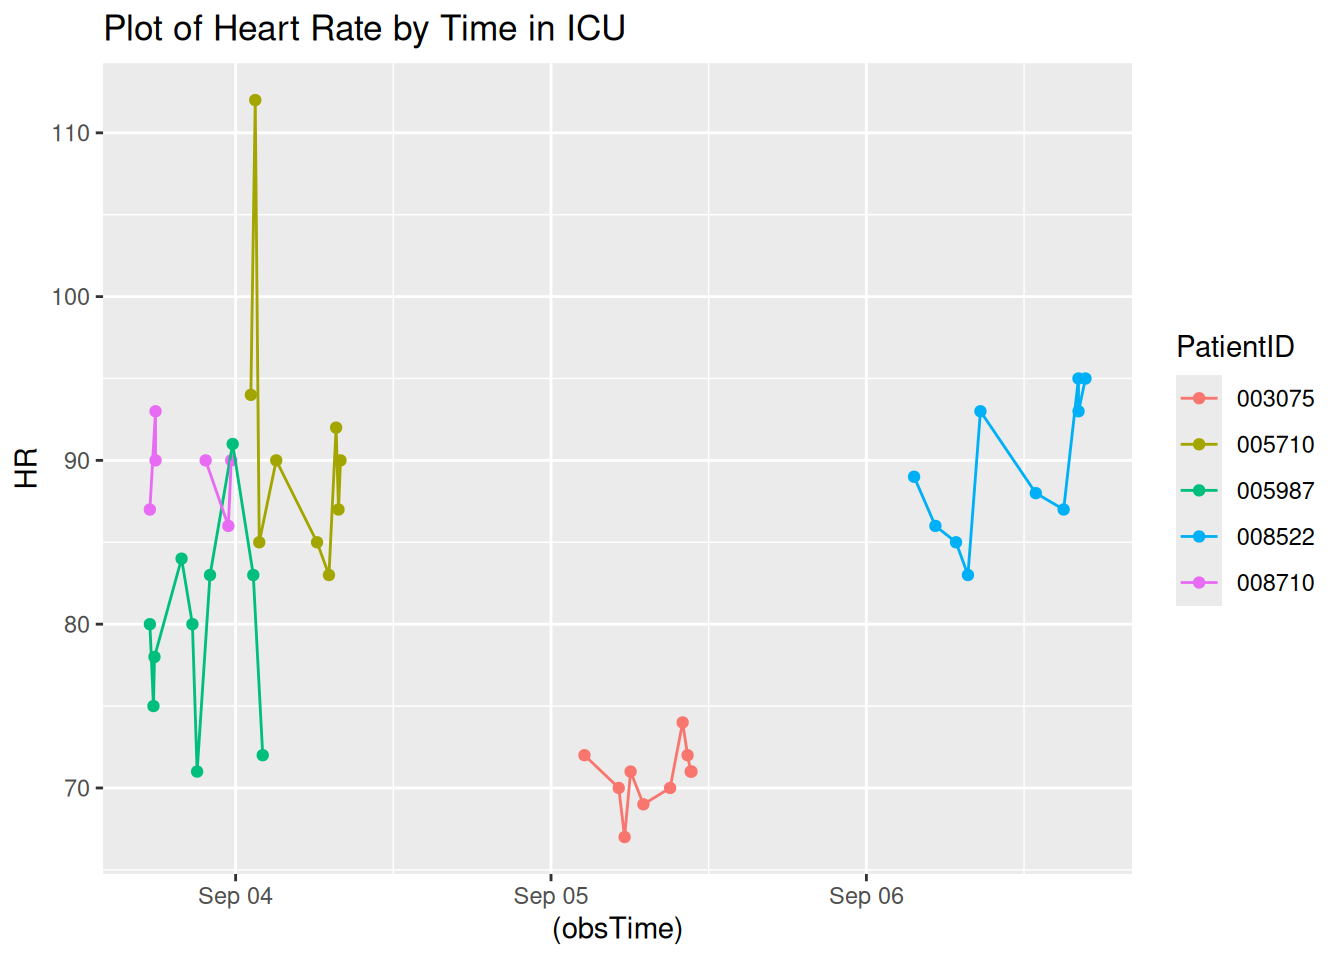 Plot of Heart Rate by Time in ICU
HR
110
100
90
80
70
Sep 04
Sep 05
Sep 06
(obsTime)
PatientID
003075
005710
005987
008522
008710